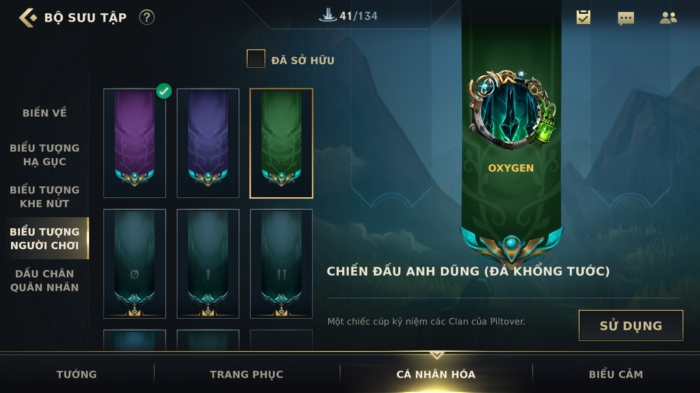 BỘ SƯU TẬP ?
41/134
ĐÃ SỞ HỮU
BIẾN VỀ
BIỂU TƯỢNG
HẠ GỤC
BIỂU TƯỢNG
KHE NỨT
BIỂU TƯỢNG
NGƯỜI CHƠI
DẤU CHÂN
QUÂN NHÂN
OXYGEN
CHIẾN ĐẤU ANH DŨNG (ĐÁ KHỔNG TƯỚC)
Một chiếc cúp kỷ niệm các Clan của Piltover.
SỬ DỤNG
TƯỚNG
TRANG PHỤC
CÁ NHÂN HÓA
BIỂU CẢM